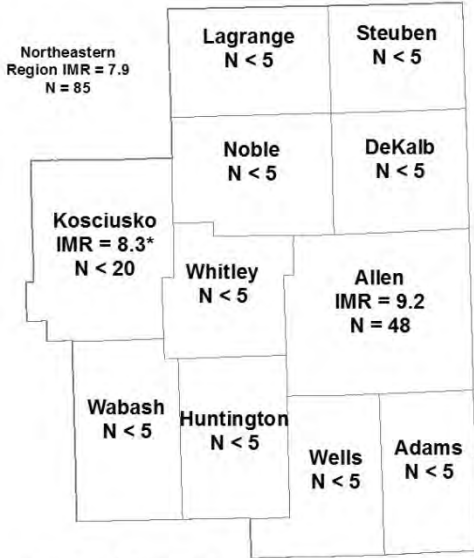 Northeastern
Region IMR = 7.9
N = 85
Lagrange
N < 5
Steuben
N < 5
Noble
N < 5
DeKalb
N < 5
Kosciusko
IMR = 8.3*
N < 20
Whitley
N < 5
Allen
IMR = 9.2
N = 48
Wabash
N < 5
Huntington
N < 5
Wells
N < 5
Adams
N < 5